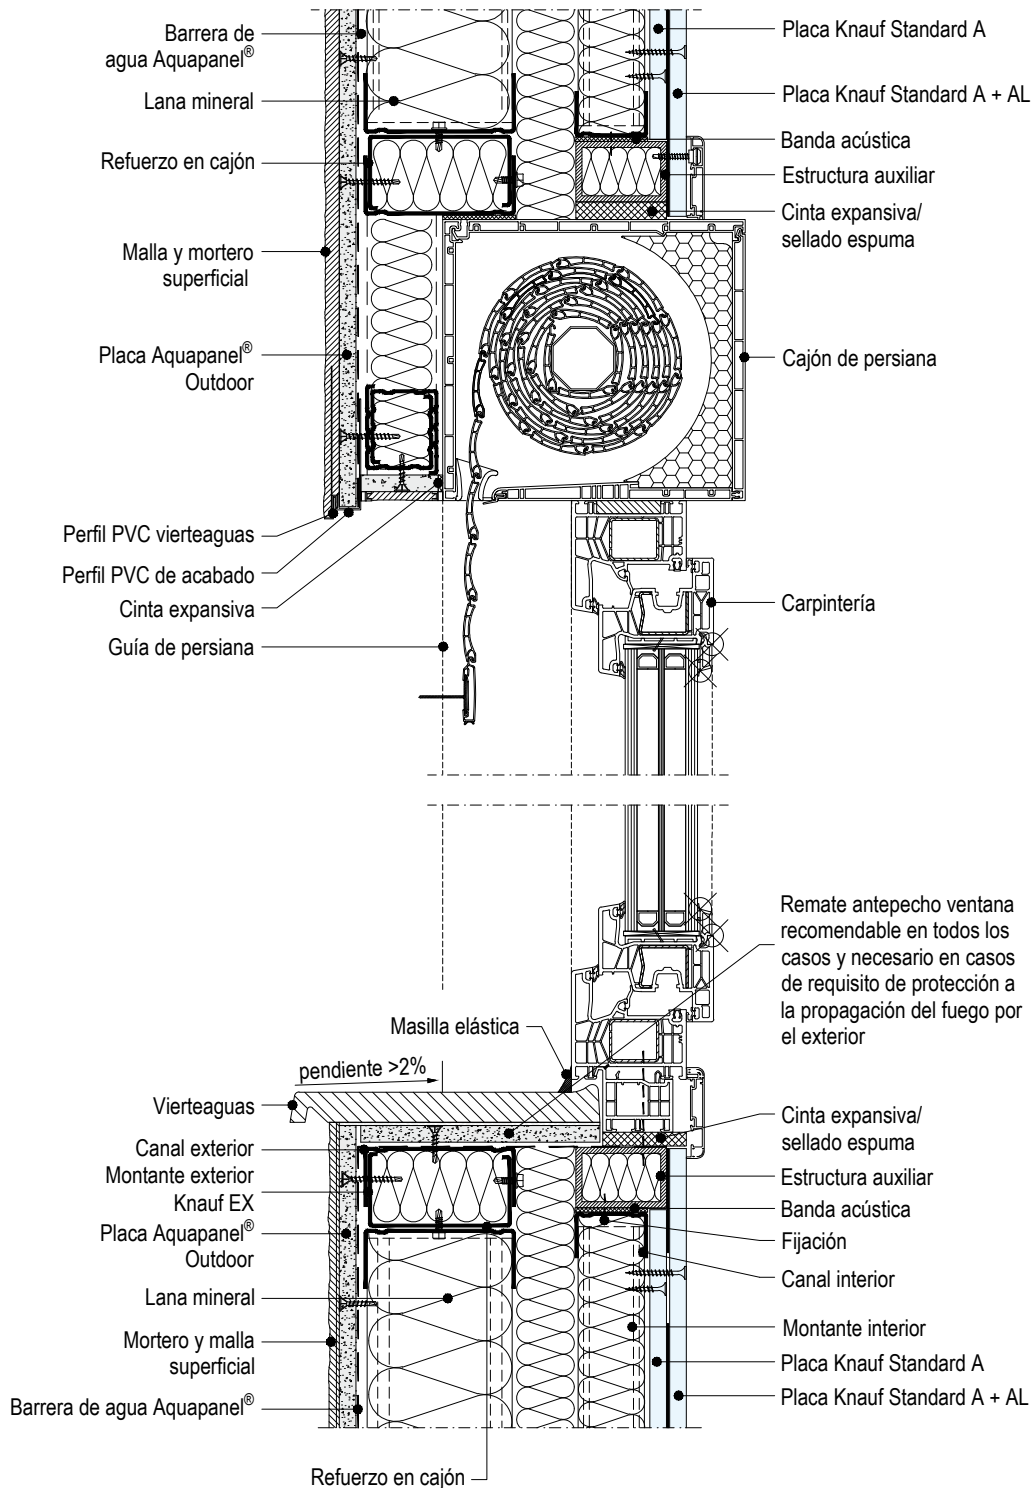 Barrera de
agua Aquapanel®
Lana mineral
Refuerzo en cajón
Malla y mortero
superficial
Placa Aquapanel®
Outdoor
Perfil PVC vierteaguas
Perfil PVC de acabado
Cinta expansiva
Guía de persiana
Placa Knauf Standard A
Placa Knauf Standard A + AL
Banda acústica
Estructura auxiliar
Cinta expansiva/
sellado espuma
Cajón de persiana
Carpintería
Remate antepecho ventana
recomendable en todos los
casos y necesario en casos
de requisito de protección a
la propagación del fuego por
el exterior
Masilla elástica
pendiente >2%
Vierteaguas
Canal exterior
Montante exterior
Knauf EX
Placa Aquapanel®
Outdoor
Lana mineral
Mortero y malla
superficial
Barrera de agua Aquapanel®
Refuerzo en cajón
Cinta expansiva/
sellado espuma
Estructura auxiliar
Banda acústica
Fijación
Canal interior
Montante interior
Placa Knauf Standard A
Placa Knauf Standard A + AL